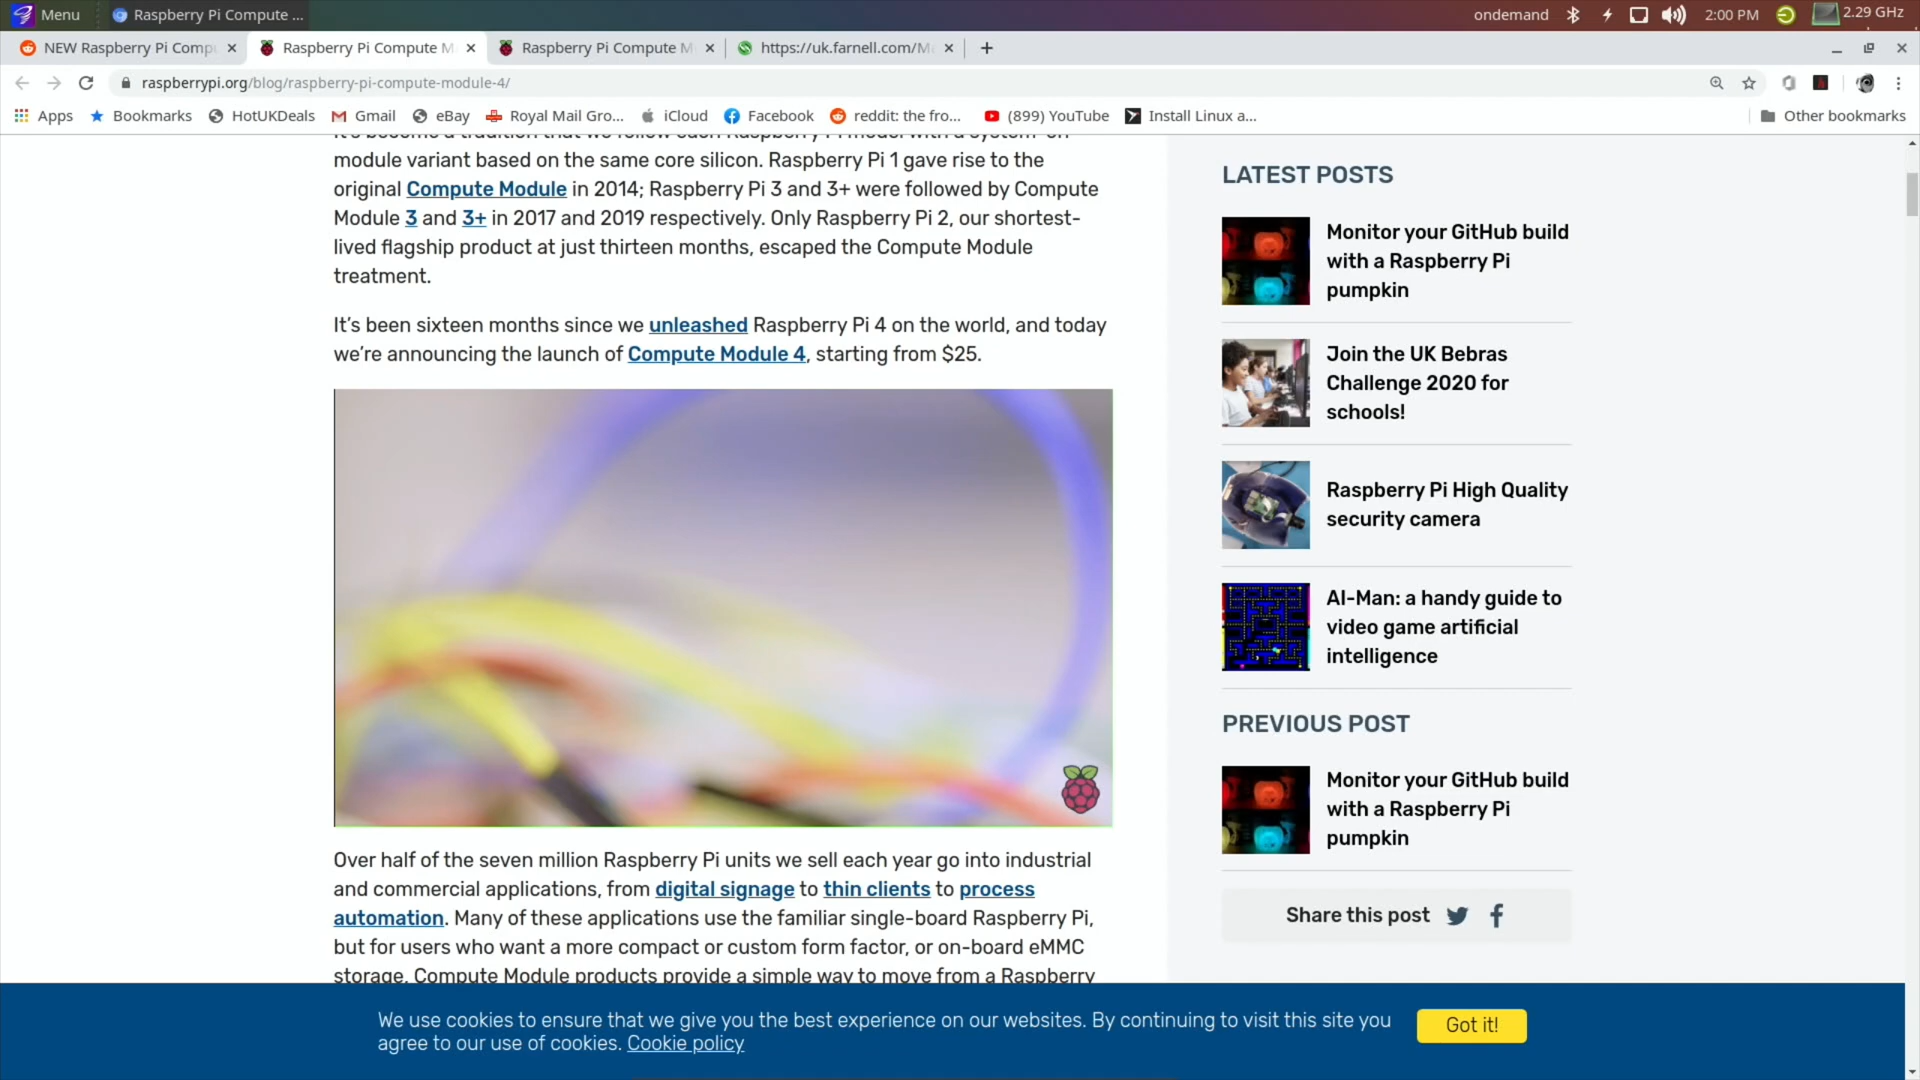 Menu
Raspberry Pi Compute ...
ondemand
2:00 PM
2.29 GHz
NEW Raspberry Pi Comp
Raspberry Pi Compute M
Raspberry Pi Compute M
https://uk.farnell.com/M
raspberrypi.org/blog/raspberry-pi-compute-module-4/
Apps
Bookmarks
HotUKDeals
Gmail
eBay
Royal Mail Gro...
iCloud
Facebook
reddit: the fro...
(899) YouTube
Install Linux a...
Other bookmarks
It's become a tradition that we follow each Raspberry Pi model with a system-on-
module variant based on the same core silicon. Raspberry Pi 1 gave rise to the
original Compute Module in 2014; Raspberry Pi 3 and 3+ were followed by Compute
Module 3 and 3+ in 2017 and 2019 respectively. Only Raspberry Pi 2, our shortest-
lived flagship product at just thirteen months, escaped the Compute Module
treatment.
It's been sixteen months since we unleashed Raspberry Pi 4 on the world, and today
we're announcing the launch of Compute Module 4, starting from $25.
Over half of the seven million Raspberry Pi units we sell each year go into industrial
and commercial applications, from digital signage to thin clients to process
automation. Many of these applications use the familiar single-board Raspberry Pi,
but for users who want a more compact or custom form factor, or on-board eMMC
storage, Compute Module products provide a simple way to move from a Raspberry
LATEST POSTS
Monitor your GitHub build
with a Raspberry Pi
pumpkin
Join the UK Bebras
Challenge 2020 for
schools!
Raspberry Pi High Quality
security camera
AI-Man: a handy guide to
video game artificial
intelligence
PREVIOUS POST
Monitor your GitHub build
with a Raspberry Pi
pumpkin
Share this post
We use cookies to ensure that we give you the best experience on our websites. By continuing to visit this site you
agree to our use of cookies. Cookie policy
Got it!